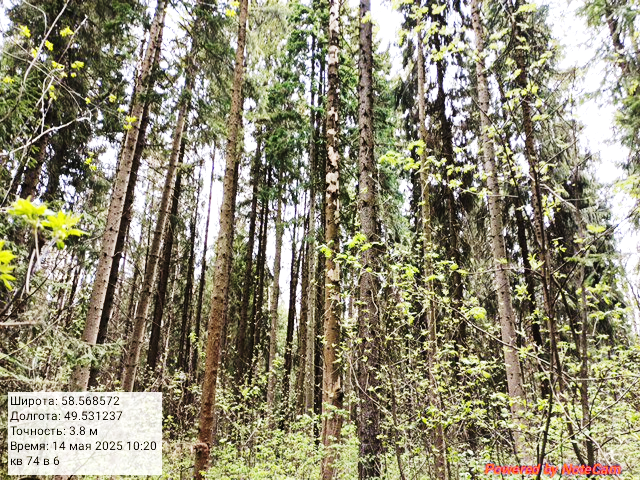 Широта: 58.568572
Долгота: 49.531237
Точность: 3.8 м
Время: 14 мая 2025 10:20
кв 74 в 6
Powered by NoteCam